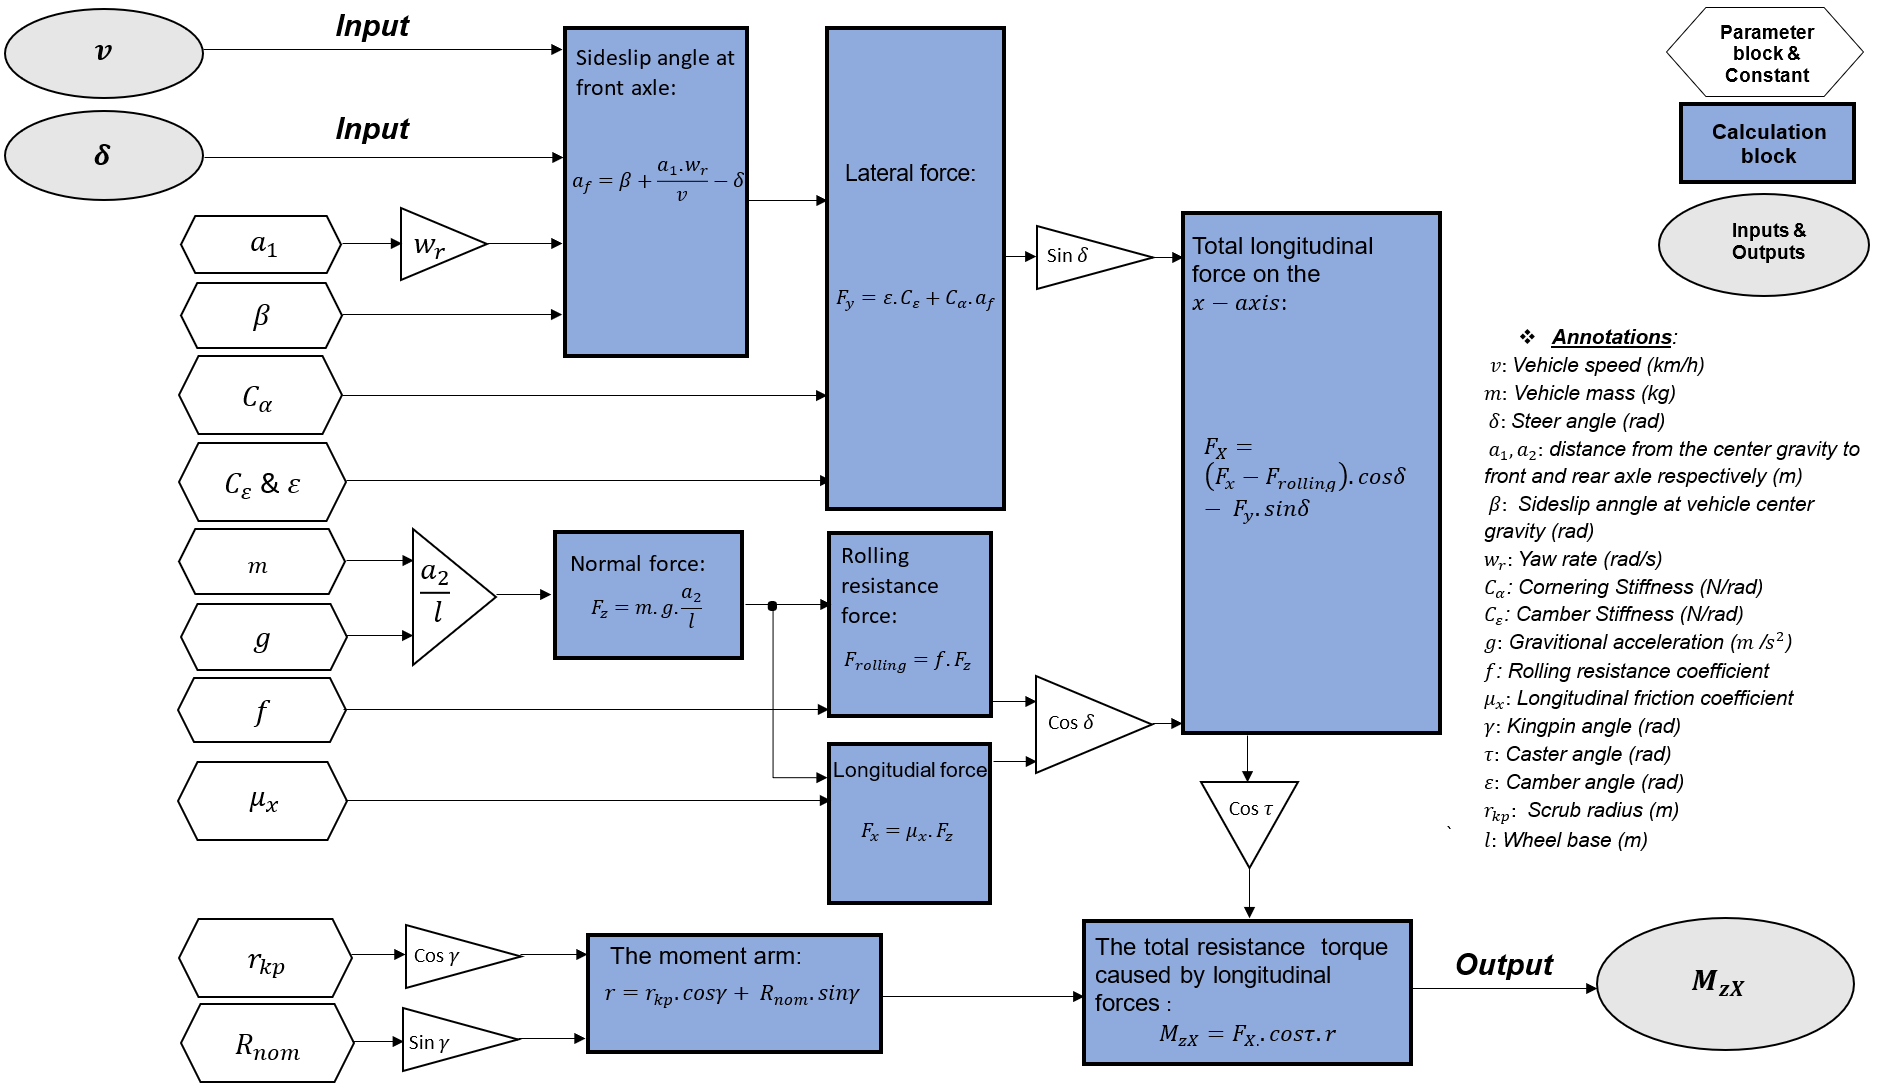 v
Input
δ
Input
a₁
w_r
β
C_α
C_ε & ε
m
g
a₂/l
f
μ_x
r_kp
Cos γ
R_nom
Sin γ
Sideslip angle at
front axle:
a_f = β + a₁.w_r/v − δ
Lateral force:
F_y = ε.C_ε + C_α.a_f
Sin δ
Normal force:
F_z = m.g.a₂/l
Rolling
resistance
force:
F_rolling = f.F_z
Longitudial force
F_x = μ_x.F_z
Cos δ
Total longitudinal
force on the
x − axis:
F_X =
(F_x − F_rolling).cosδ
− F_y.sinδ
Cos τ
The moment arm:
r = r_kp.cosγ + R_nom.sinγ
The total resistance torque
caused by longitudinal
forces :
M_zX = F_X..cosτ.r
Output
M_zX
Parameter
block &
Constant
Calculation
block
Inputs &
Outputs
❖ Annotations:
v: Vehicle speed (km/h)
m: Vehicle mass (kg)
δ: Steer angle (rad)
a₁, a₂: distance from the center gravity to
front and rear axle respectively (m)
β: Sideslip anngle at vehicle center
gravity (rad)
w_r: Yaw rate (rad/s)
C_α: Cornering Stiffness (N/rad)
C_ε: Camber Stiffness (N/rad)
g: Gravitional acceleration (m /s²)
f: Rolling resistance coefficient
μ_x: Longitudinal friction coefficient
γ: Kingpin angle (rad)
τ: Caster angle (rad)
ε: Camber angle (rad)
r_kp: Scrub radius (m)
l: Wheel base (m)
`